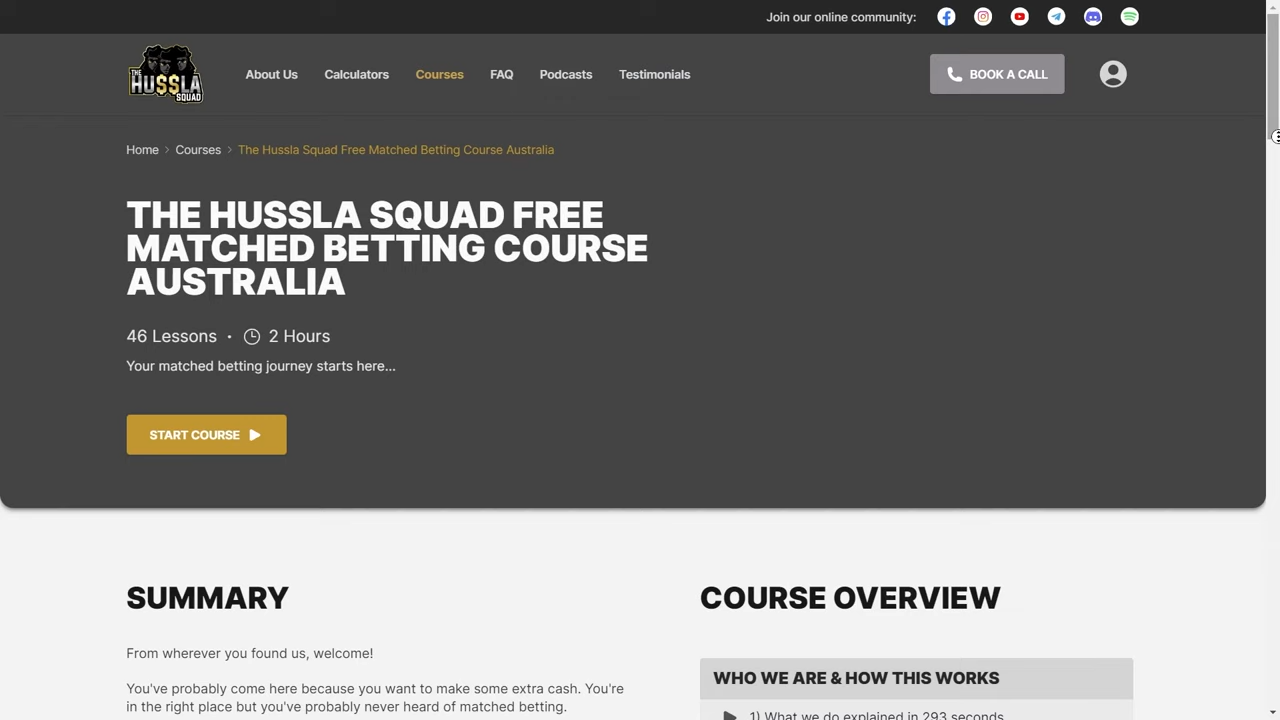 Join our online community:
THE
HU$$LA
SQUAD
About Us
Calculators
Courses
FAQ
Podcasts
Testimonials
BOOK A CALL
Home > Courses > The Hussla Squad Free Matched Betting Course Australia
THE HUSSLA SQUAD FREE
MATCHED BETTING COURSE
AUSTRALIA
46 Lessons · 2 Hours
Your matched betting journey starts here...
START COURSE
SUMMARY
From wherever you found us, welcome!
You've probably come here because you want to make some extra cash. You're
in the right place but you've probably never heard of matched betting.
COURSE OVERVIEW
WHO WE ARE & HOW THIS WORKS
1) What we do explained in 293 seconds